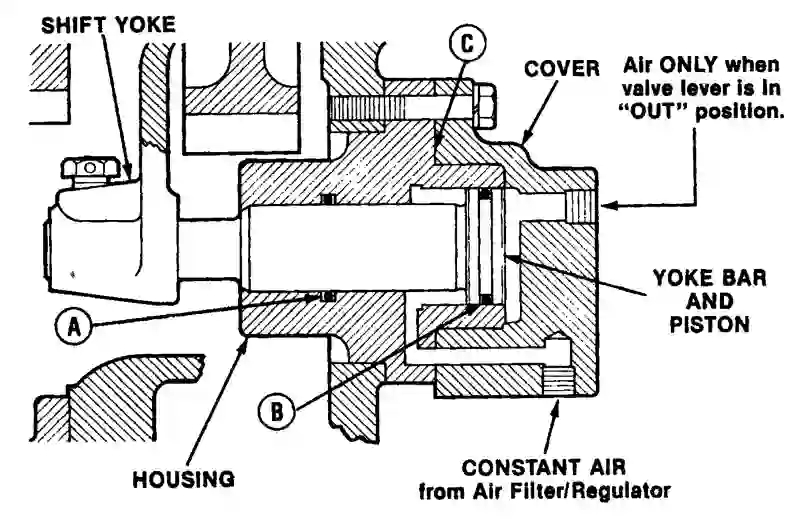 SHIFT YOKE
C
COVER
Air ONLY when
valve lever is in
"OUT" position.
YOKE BAR
AND
PISTON
A
B
HOUSING
CONSTANT AIR
from Air Filter/Regulator